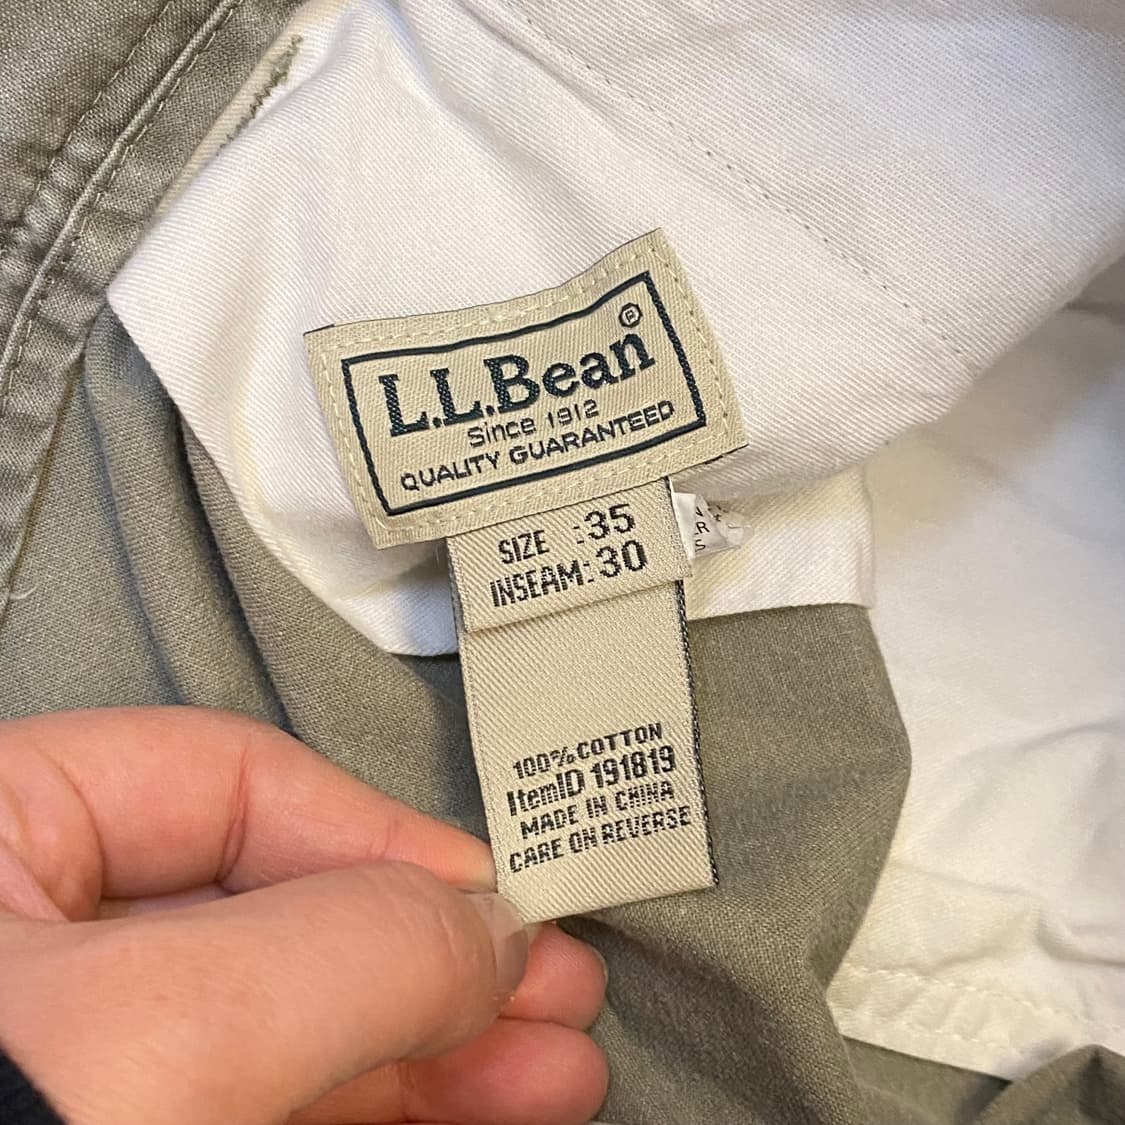 L.L.Bean®
Since 1912
QUALITY GUARANTEED
SIZE :35
INSEAM:30
100% COTTON
ItemID 191819
MADE IN CHINA
CARE ON REVERSE